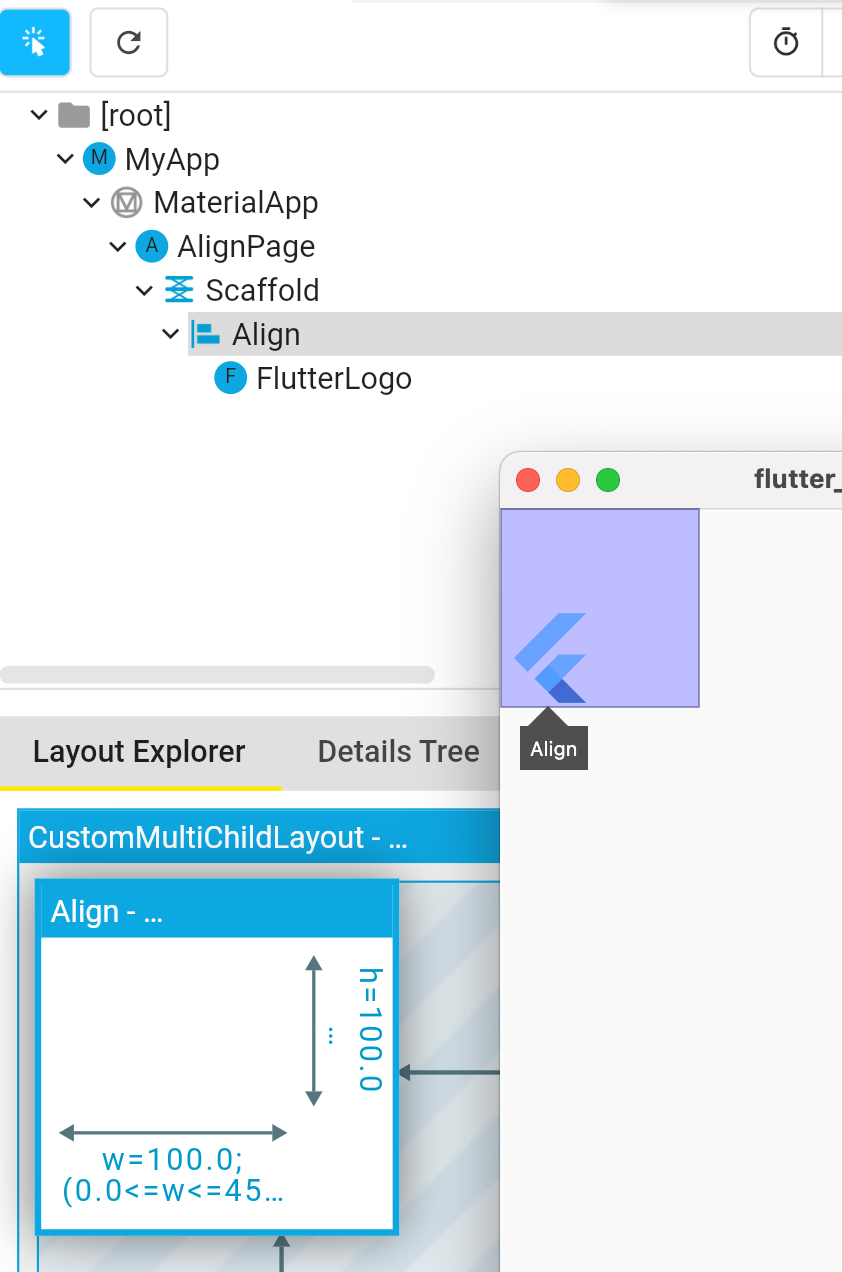 [root]
M MyApp
MaterialApp
A AlignPage
Scaffold
Align
F FlutterLogo
flutter_
Align
Layout Explorer
Details Tree
CustomMultiChildLayout - ...
Align - ...
h=100.0
...
w=100.0;
(0.0<=w<=45...